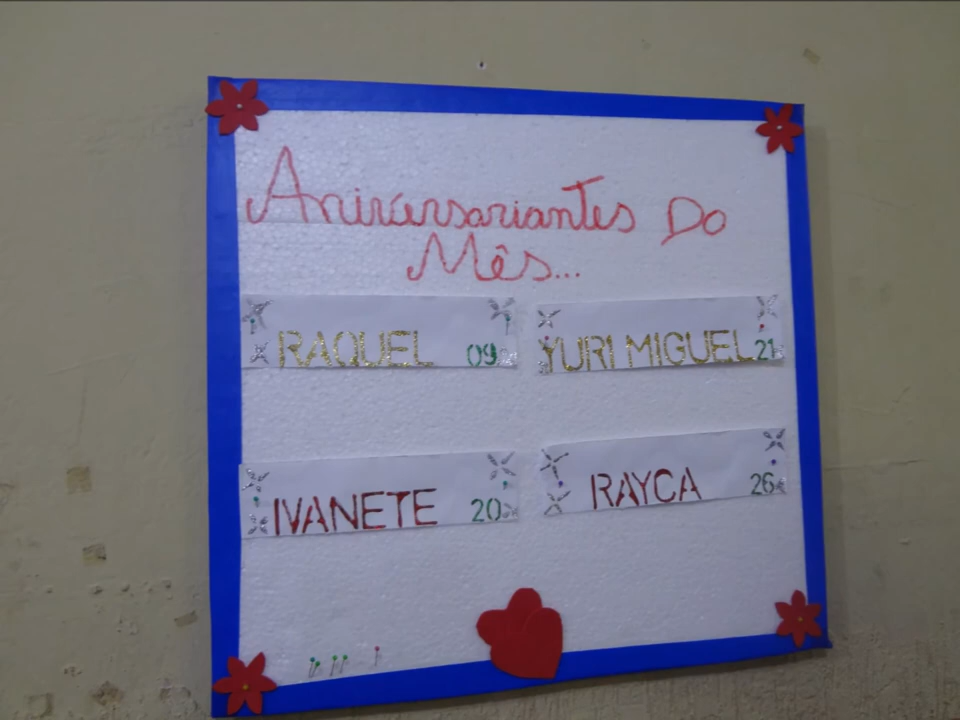 Aniversariantes Do
Mês...
RAQUEL 09
YURI MIGUEL 21
IVANETE 20
RAYCA 26